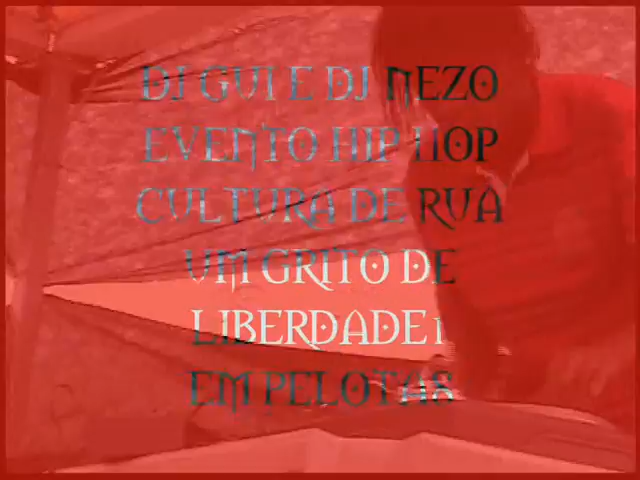 DJ GUI E DJ NEZO
EVENTO HIP HOP
CULTURA DE RUA
UM GRITO DE
LIBERDADE!
EM PELOTAS